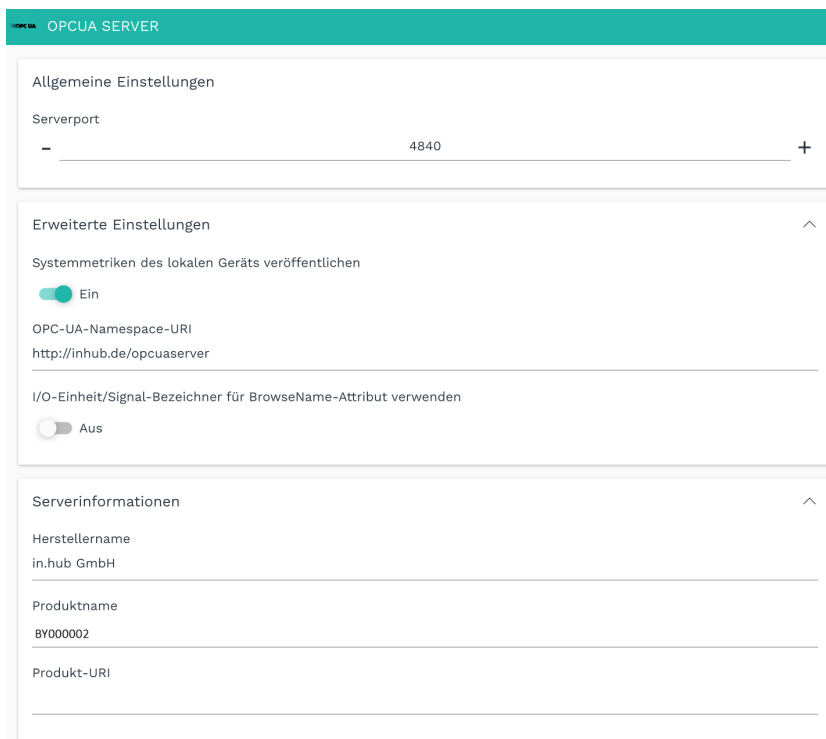 OPC UA OPCUA SERVER
Allgemeine Einstellungen
Serverport
- 4840 +
Erweiterte Einstellungen
Systemmetriken des lokalen Geräts veröffentlichen
Ein
OPC-UA-Namespace-URI
http://inhub.de/opcuaserver
I/O-Einheit/Signal-Bezeichner für BrowseName-Attribut verwenden
Aus
Serverinformationen
Herstellername
in.hub GmbH
Produktname
BY000002
Produkt-URI